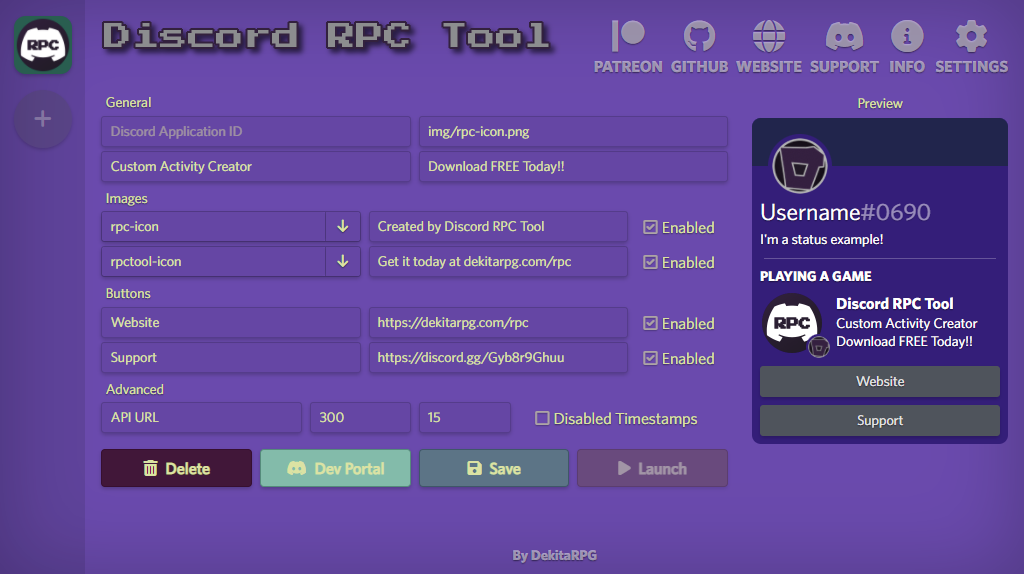 RPC
Discord RPC Tool
PATREON GITHUB WEBSITE SUPPORT INFO SETTINGS
General
Discord Application ID
img/rpc-icon.png
Custom Activity Creator
Download FREE Today!!
Images
rpc-icon
Created by Discord RPC Tool
Enabled
rpctool-icon
Get it today at dekitarpg.com/rpc
Enabled
Buttons
Website
https://dekitarpg.com/rpc
Enabled
Support
https://discord.gg/Gyb8r9Ghuu
Enabled
Advanced
API URL
300
15
Disabled Timestamps
Delete
Dev Portal
Save
Launch
Preview
Username#0690
I'm a status example!
PLAYING A GAME
RPC
Discord RPC Tool
Custom Activity Creator
Download FREE Today!!
Website
Support
By DekitaRPG